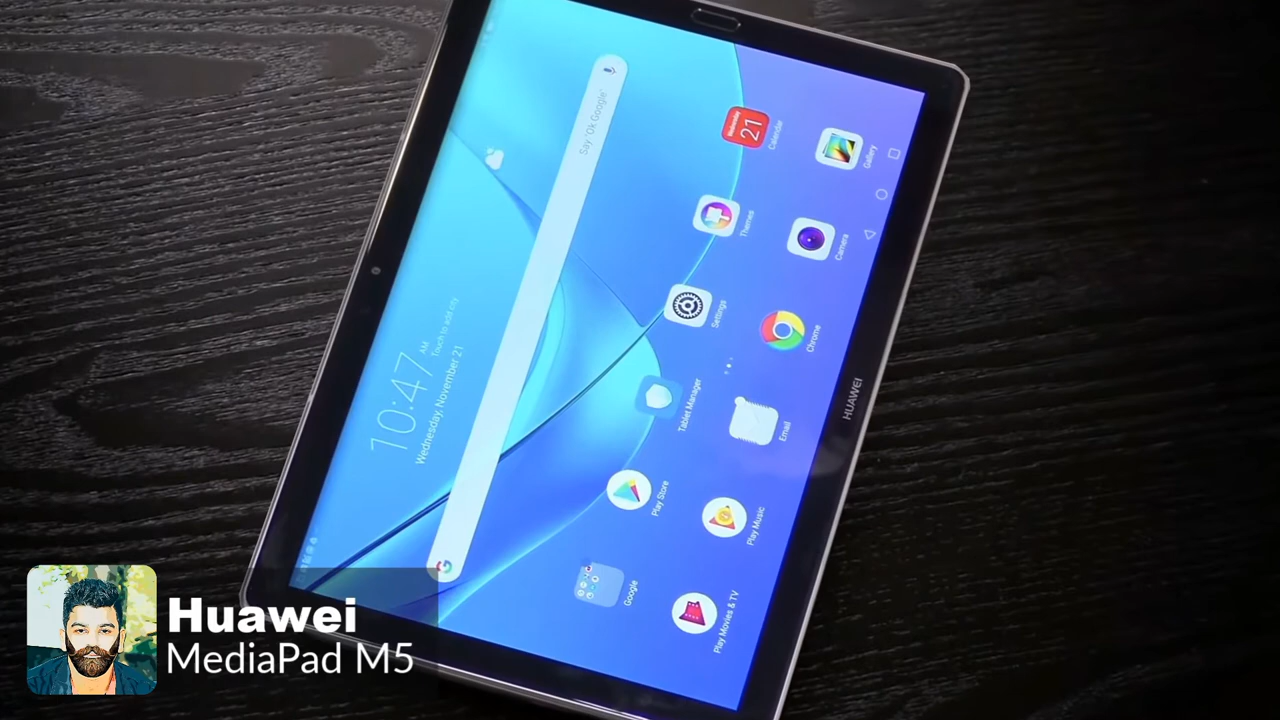 Say "Ok Google"
10:47
AM
Touch to add city
Wednesday, November 21
Wednesday
21
Calendar
Gallery
Themes
Camera
Settings
Chrome
Tablet Manager
Email
Play Store
Play Music
Google
Play Movies & TV
HUAWEI
G
Huawei
MediaPad M5